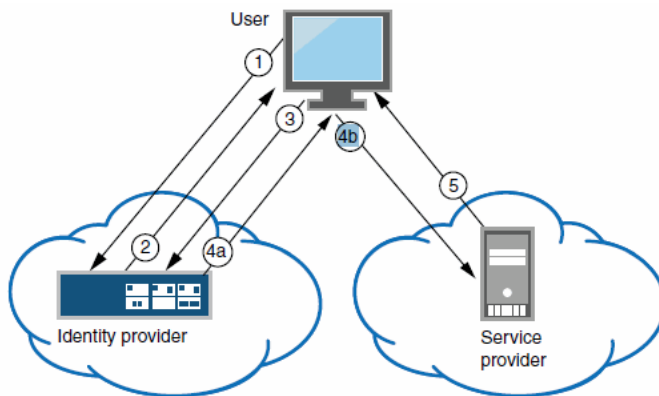 User
1
3
4b
5
2
4a
Identity provider
Service
provider